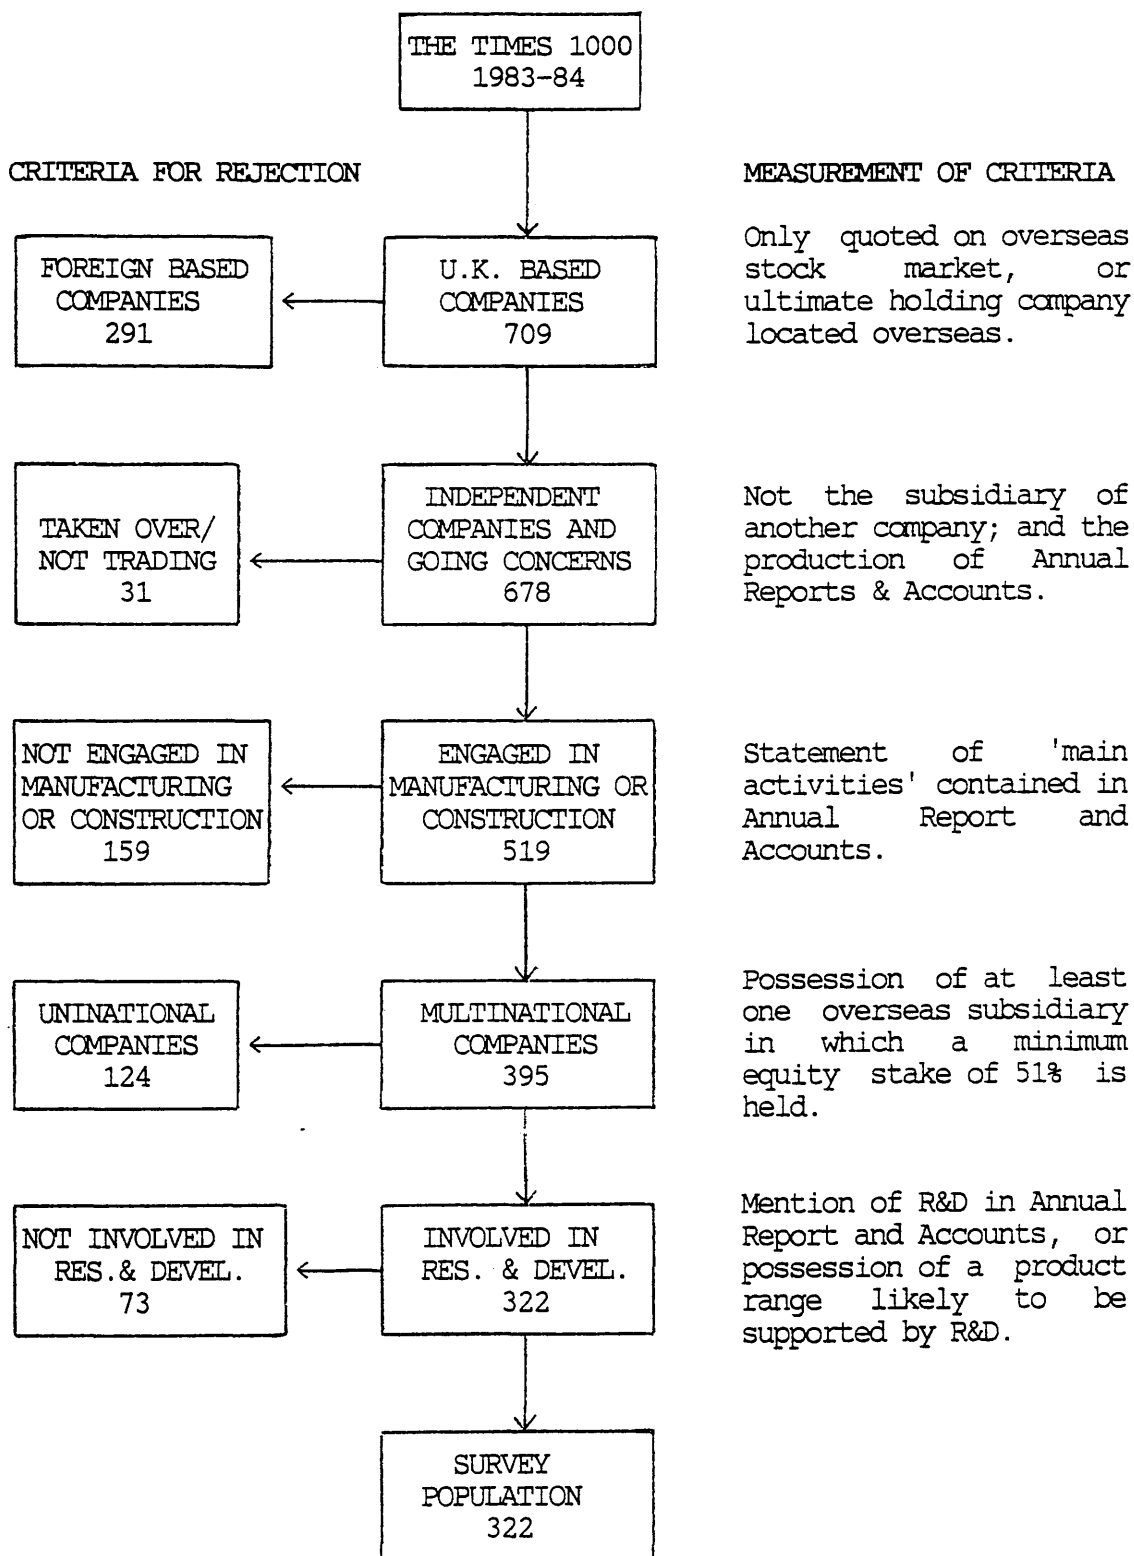 THE TIMES 1000
1983-84
CRITERIA FOR REJECTION
MEASUREMENT OF CRITERIA
FOREIGN BASED
COMPANIES
291
U.K. BASED
COMPANIES
709
Only quoted on overseas
stock market, or
ultimate holding company
located overseas.
TAKEN OVER/
NOT TRADING
31
INDEPENDENT
COMPANIES AND
GOING CONCERNS
678
Not the subsidiary of
another company; and the
production of Annual
Reports & Accounts.
NOT ENGAGED IN
MANUFACTURING
OR CONSTRUCTION
159
ENGAGED IN
MANUFACTURING OR
CONSTRUCTION
519
Statement of 'main
activities' contained in
Annual Report and
Accounts.
UNINATIONAL
COMPANIES
124
MULTINATIONAL
COMPANIES
395
Possession of at least
one overseas subsidiary
in which a minimum
equity stake of 51% is
held.
NOT INVOLVED IN
RES.& DEVEL.
73
INVOLVED IN
RES. & DEVEL.
322
Mention of R&D in Annual
Report and Accounts, or
possession of a product
range likely to be
supported by R&D.
SURVEY
POPULATION
322